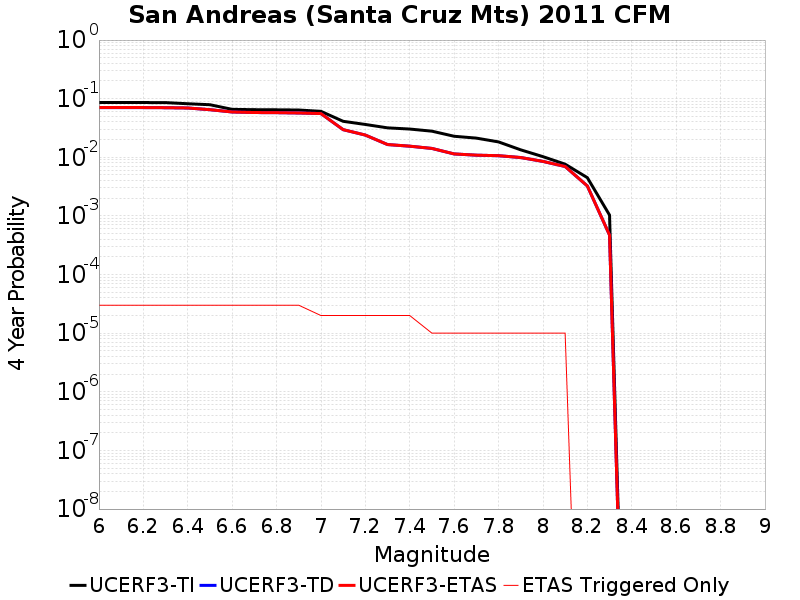 San Andreas (Santa Cruz Mts) 2011 CFM
10^0
10^-1
10^-2
10^-3
10^-4
10^-5
10^-6
10^-7
10^-8
4 Year Probability
6 6.2 6.4 6.6 6.8 7 7.2 7.4 7.6 7.8 8 8.2 8.4 8.6 8.8 9
Magnitude
UCERF3-TI UCERF3-TD UCERF3-ETAS ETAS Triggered Only